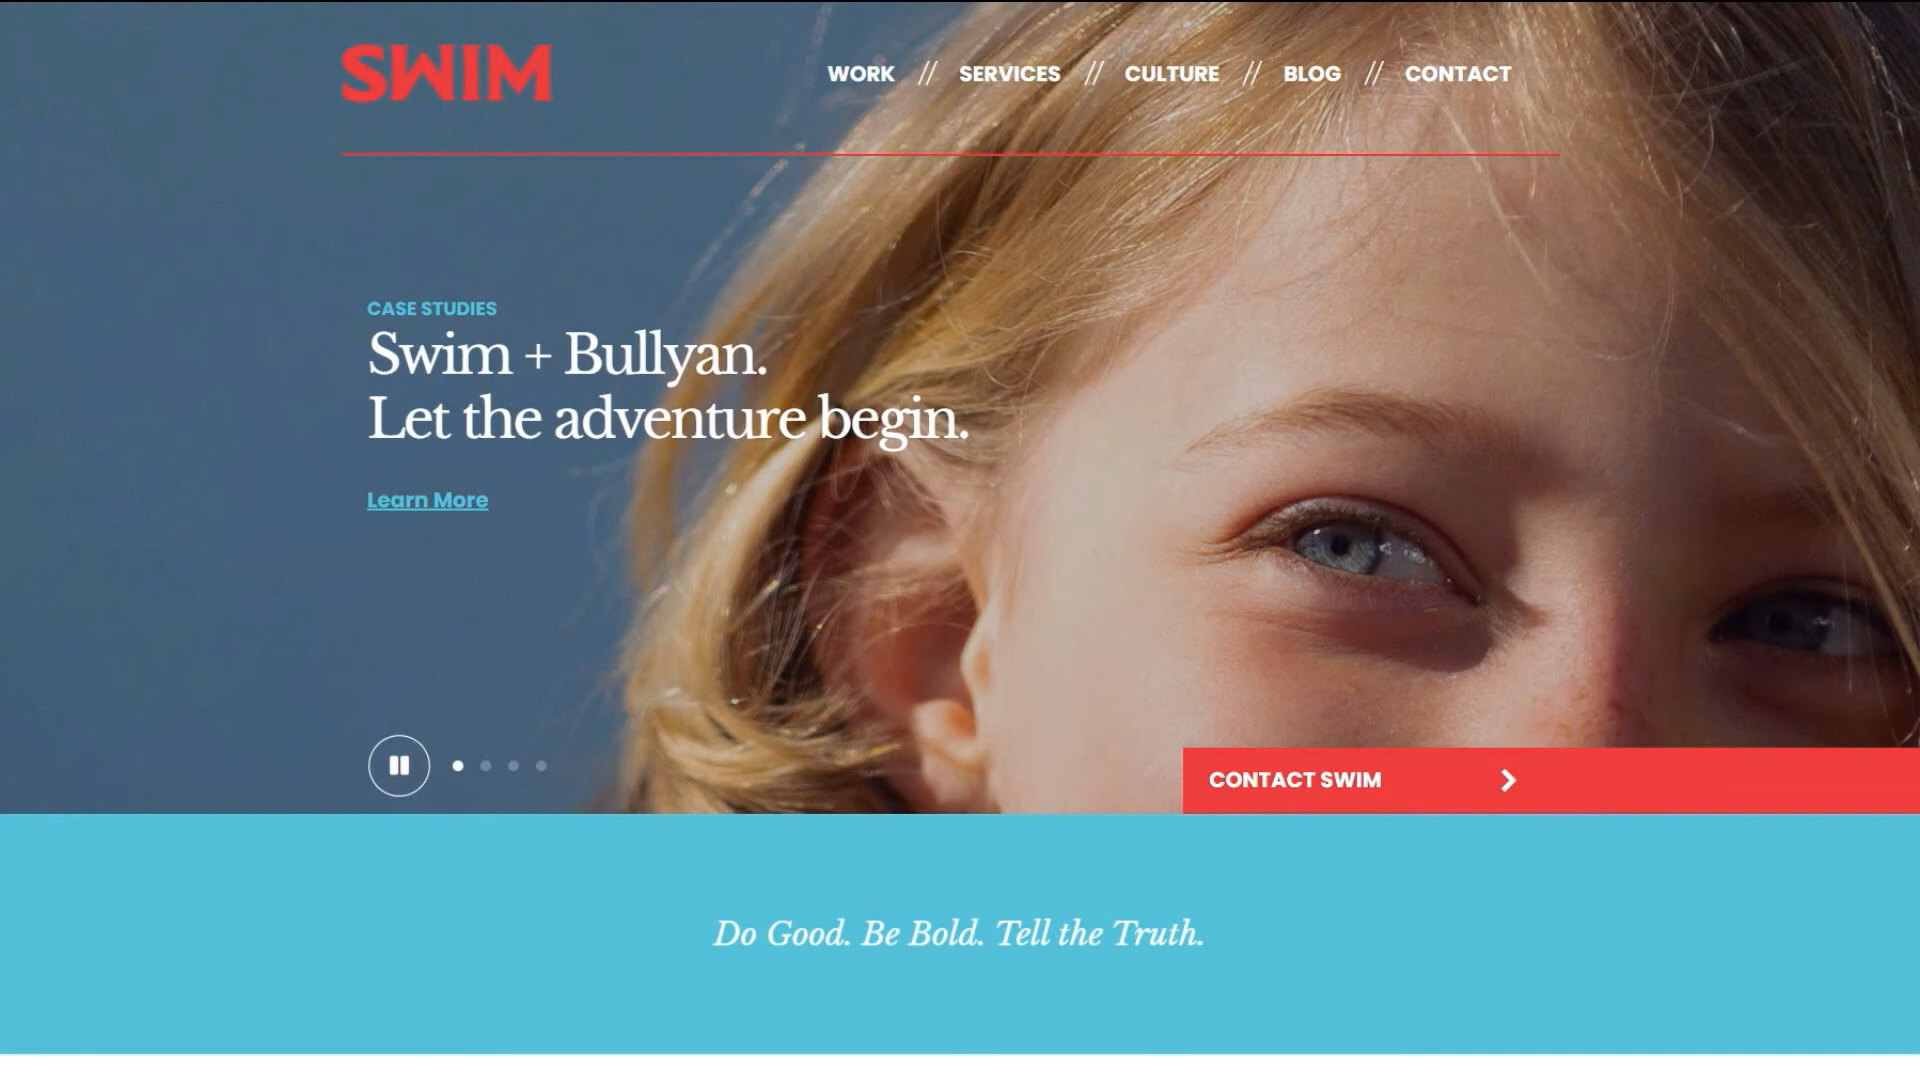 SWIM
WORK // SERVICES // CULTURE // BLOG // CONTACT
CASE STUDIES
Swim + Bullyan.
Let the adventure begin.
Learn More
CONTACT SWIM
Do Good. Be Bold. Tell the Truth.